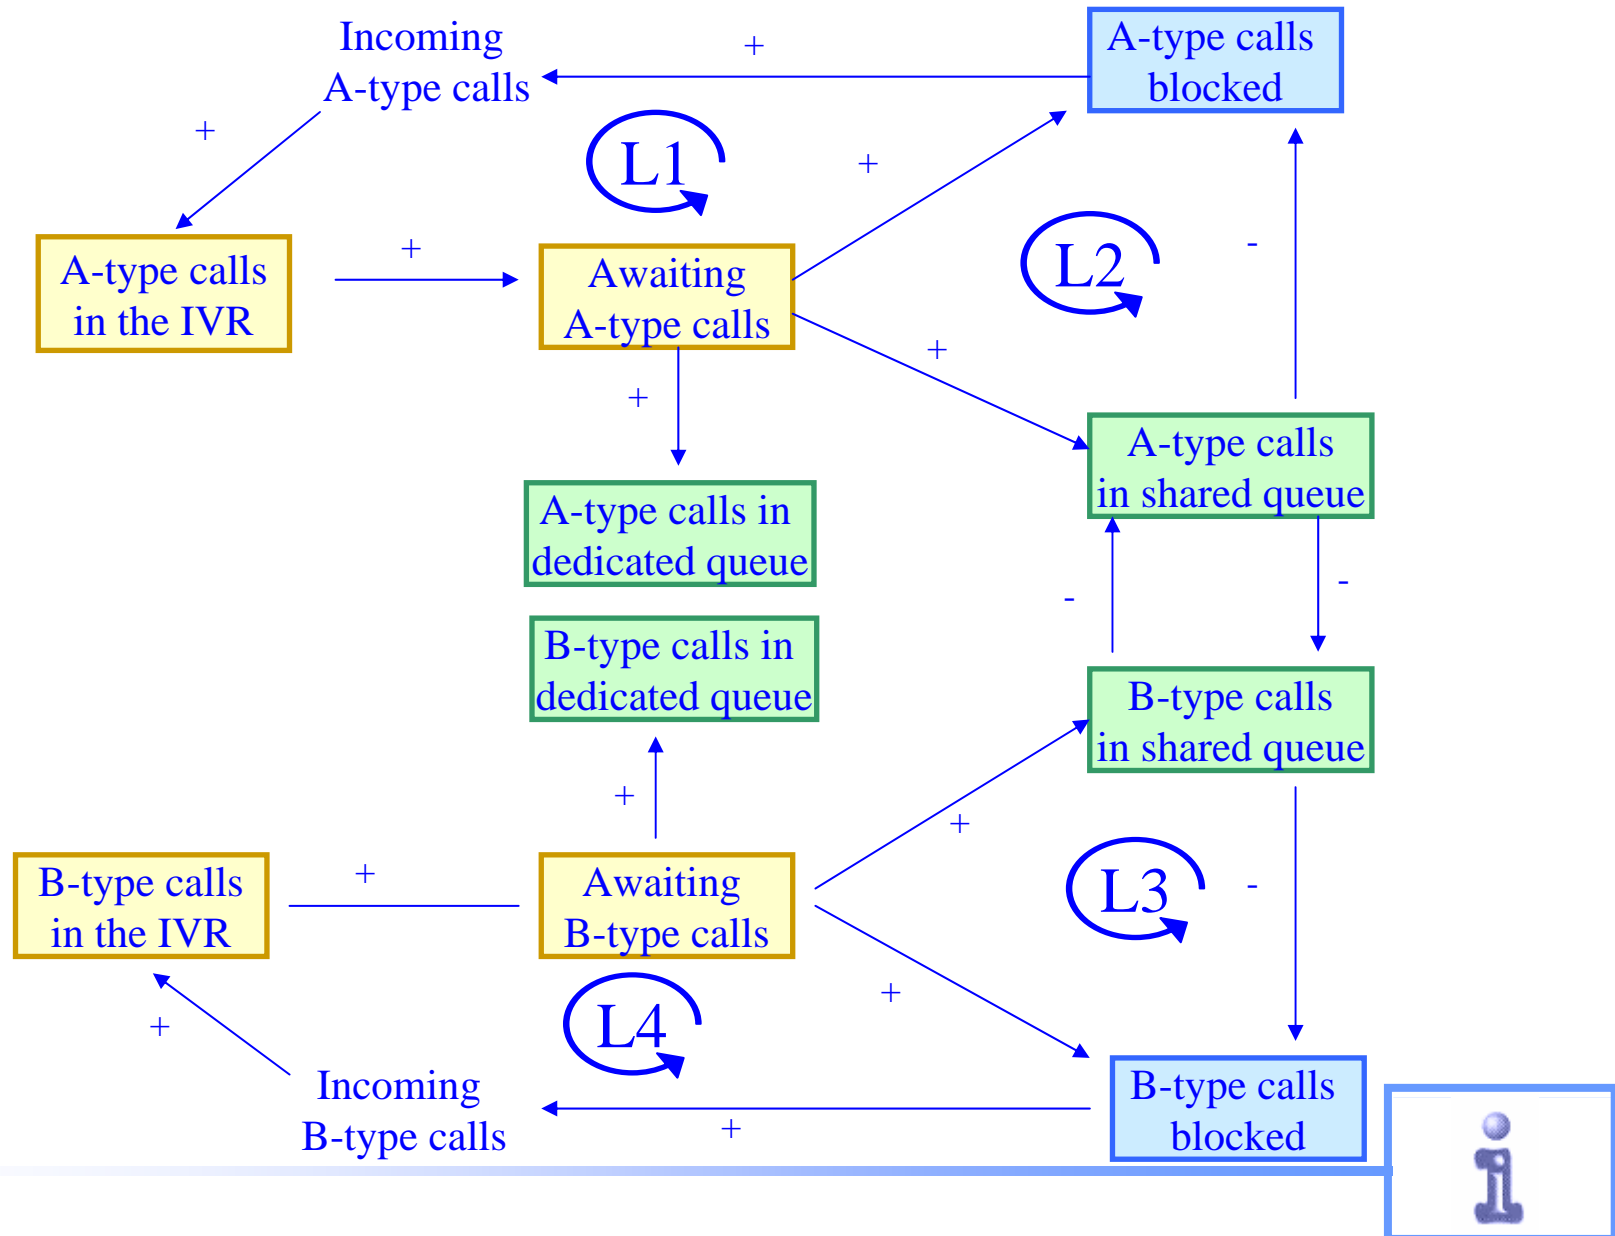 Incoming
A-type calls
+
A-type calls
blocked
+
L1
+
L2
-
A-type calls
in the IVR
+
Awaiting
A-type calls
+
+
A-type calls
in shared queue
A-type calls in
dedicated queue
-
-
B-type calls in
dedicated queue
B-type calls
in shared queue
+
+
B-type calls
in the IVR
+
Awaiting
B-type calls
L3
-
+
L4
+
Incoming
B-type calls
+
B-type calls
blocked
i